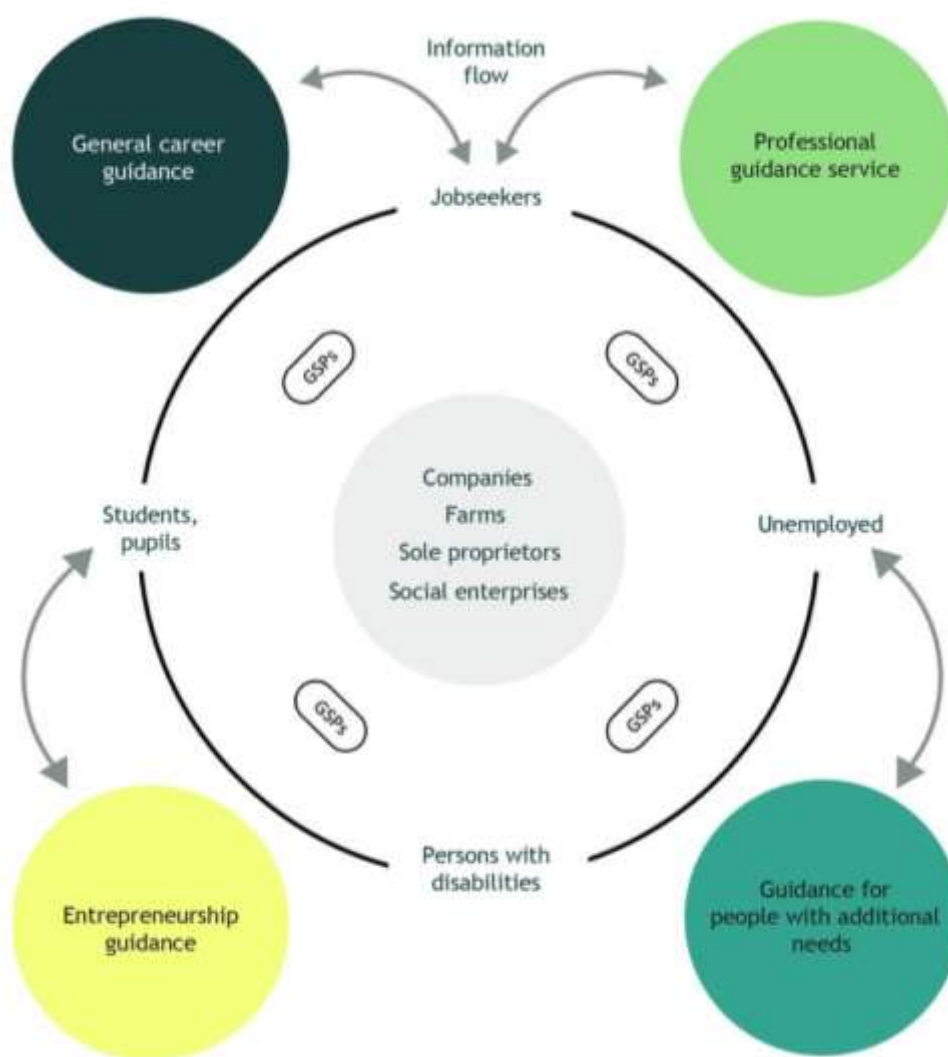 Information
flow
General career
guidance
Professional
guidance service
Jobseekers
GSPs
GSPs
Companies
Farms
Sole proprietors
Social enterprises
Students,
pupils
Unemployed
GSPs
GSPs
Persons with
disabilities
Entrepreneurship
guidance
Guidance for
people with additional
needs